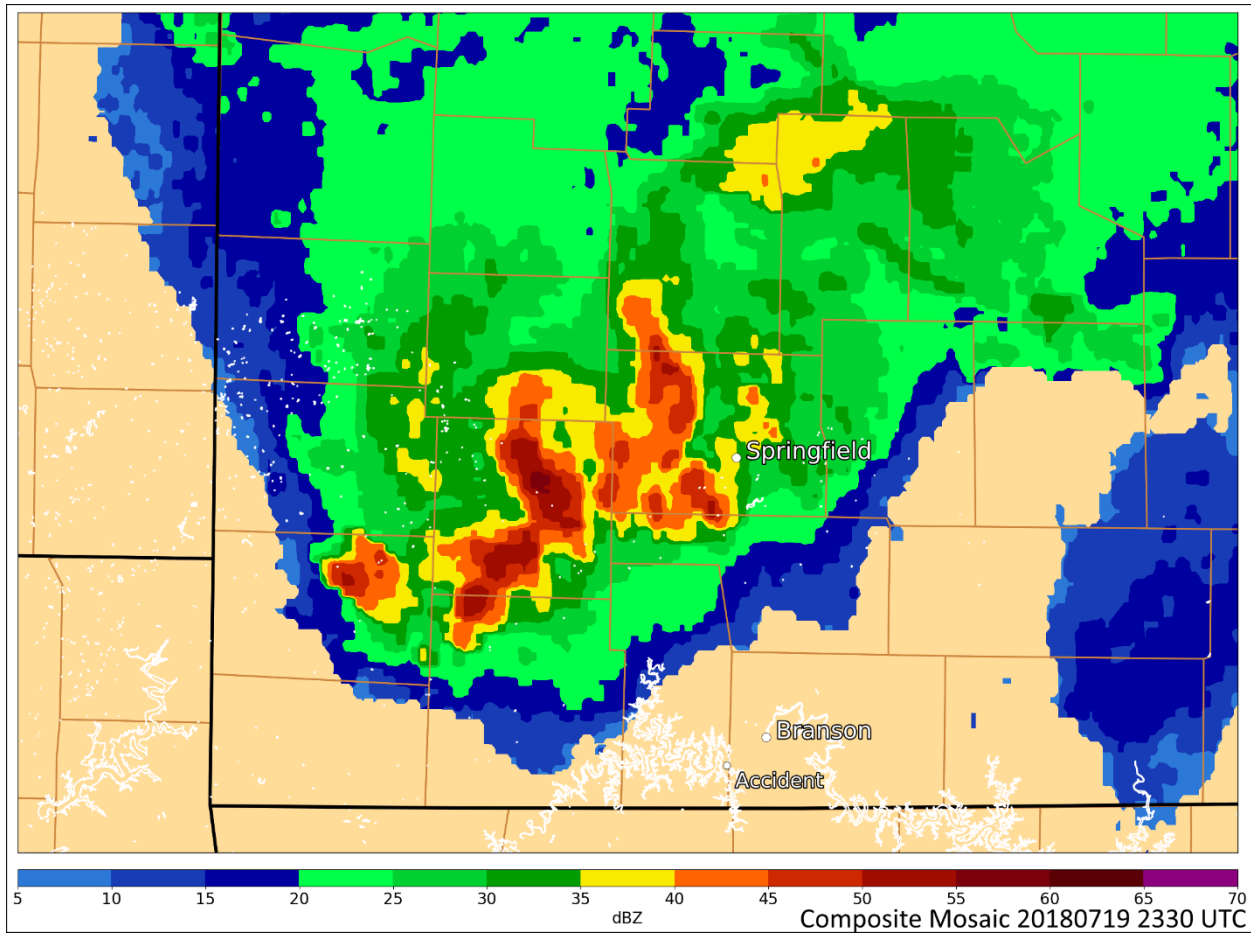 Springfield
Branson
Accident
5 10 15 20 25 30 35 40 45 50 55 60 65 70
dBZ
Composite Mosaic 20180719 2330 UTC